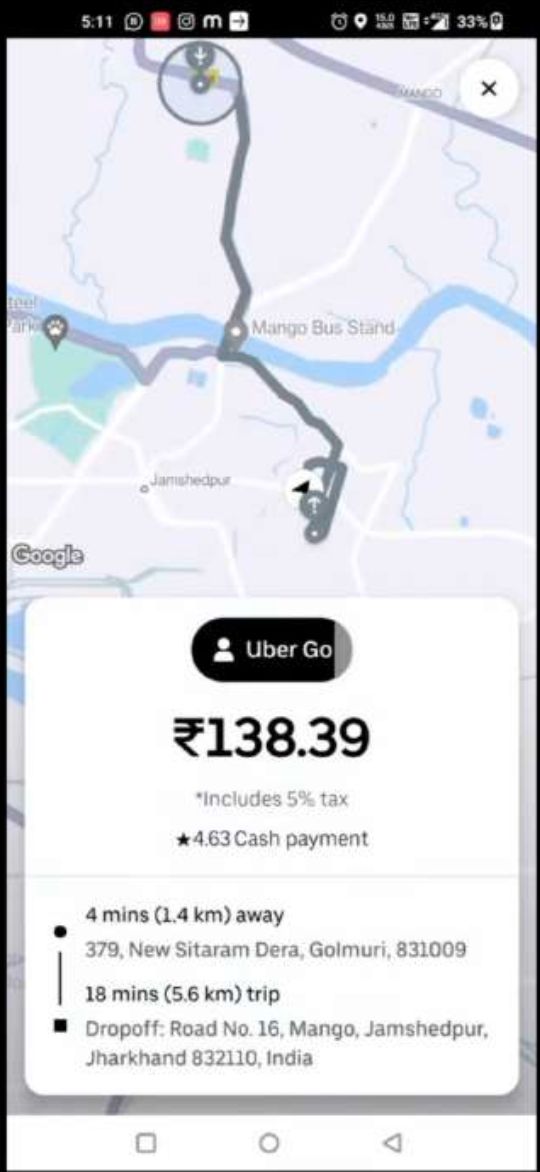 5:11
33%
MANGO
teel
Park
Mango Bus Stand
Jamshedpur
Google
Uber Go
₹138.39
*Includes 5% tax
★4.63 Cash payment
4 mins (1.4 km) away
379, New Sitaram Dera, Golmuri, 831009
18 mins (5.6 km) trip
Dropoff: Road No. 16, Mango, Jamshedpur,
Jharkhand 832110, India